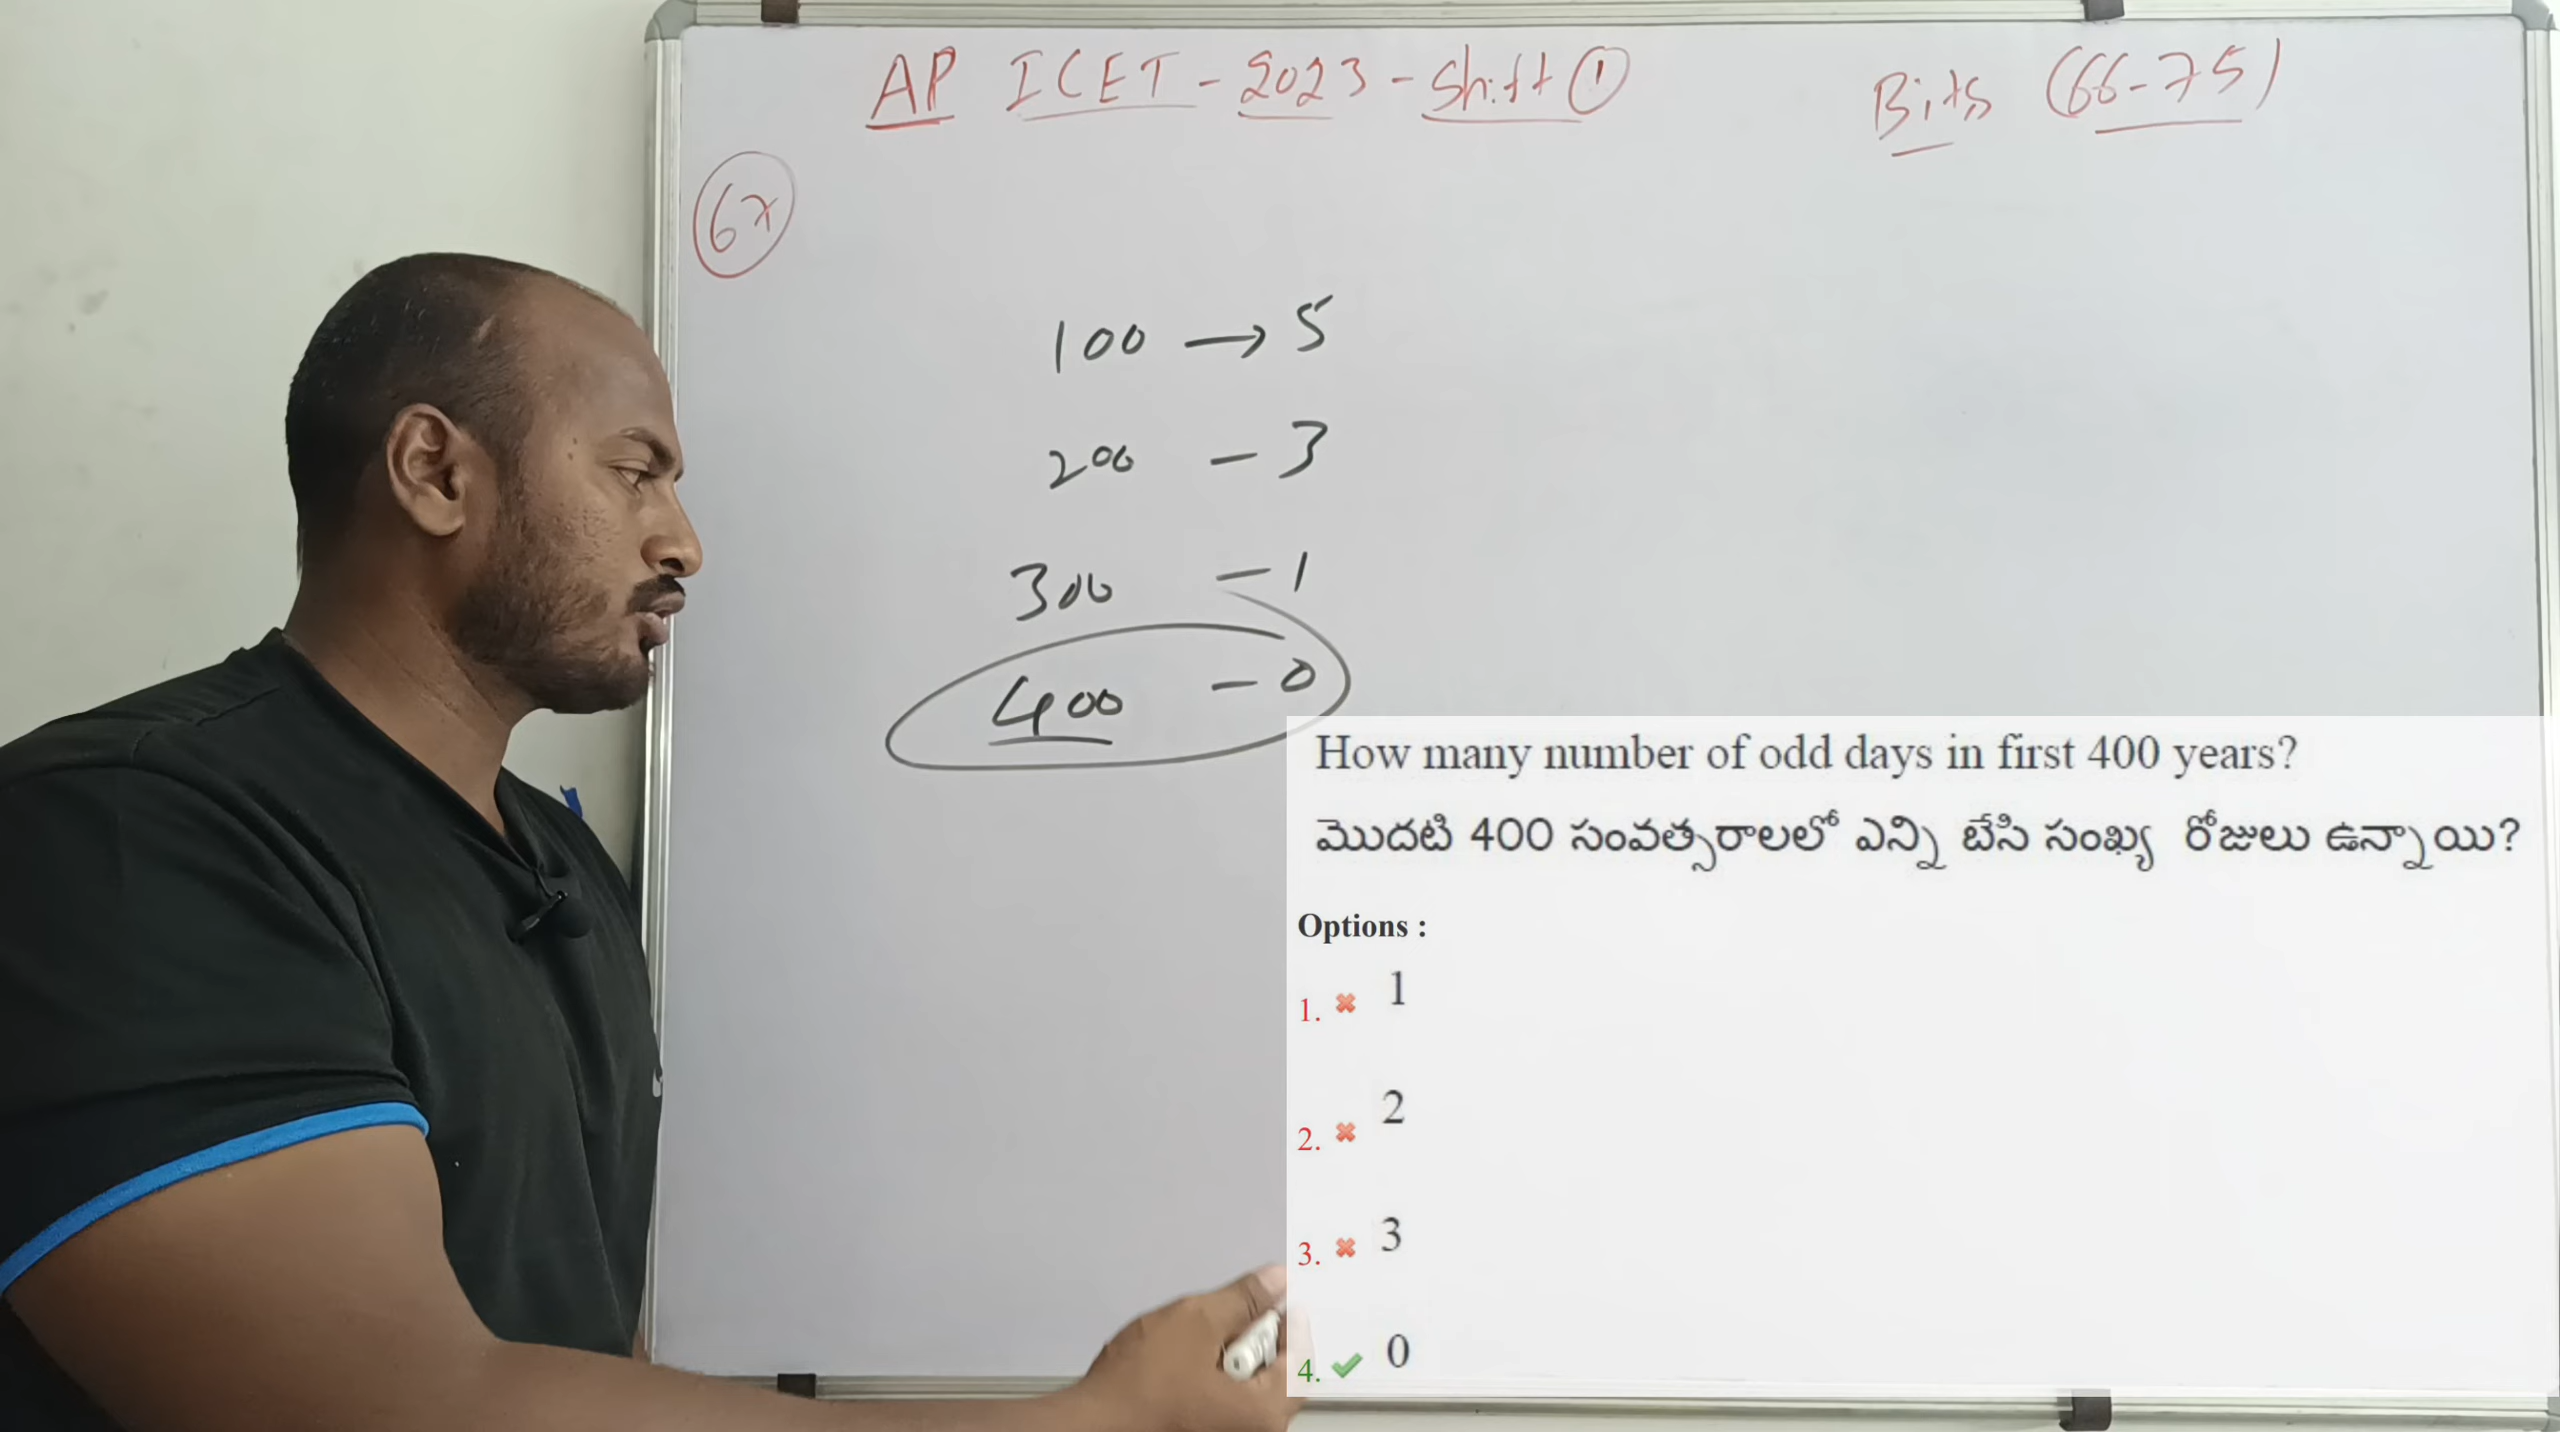 AP ICET - 2023 - Shift ①
Bits (66-75)
67
100 → 5
200 - 3
300 - 1
400 - 0
How many number of odd days in first 400 years?
మొదటి 400 సంవత్సరాలలో ఎన్ని బేసి సంఖ్య రోజులు ఉన్నాయి?
Options :
1. ✖ 1
2. ✖ 2
3. ✖ 3
4. ✔ 0